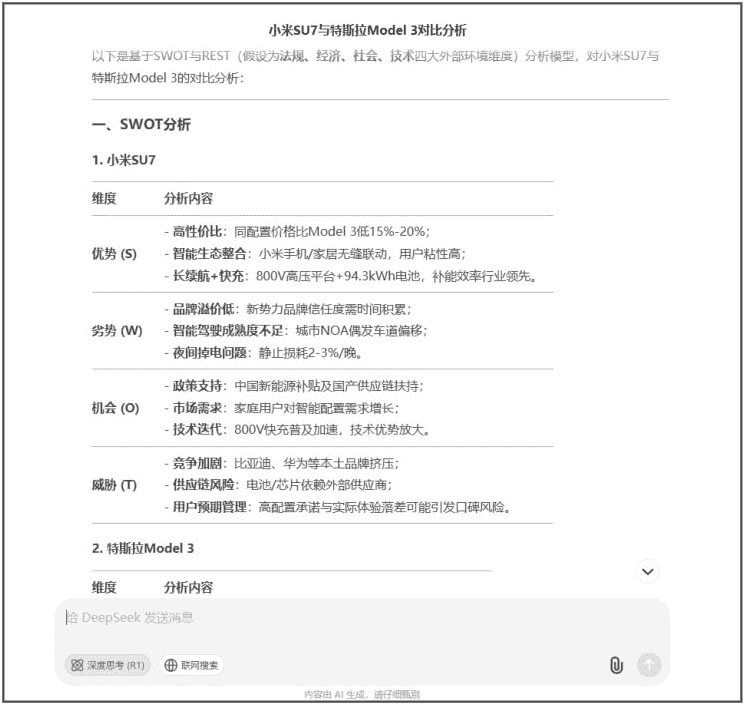 小米SU7与特斯拉Model 3对比分析
以下是基于SWOT与REST（假设为法规、经济、社会、技术四大外部环境维度）分析模型，对小米SU7与
特斯拉Model 3的对比分析：
一、SWOT分析
1. 小米SU7
维度 分析内容
优势 (S)
- 高性价比：同配置价格比Model 3低15%-20%；
- 智能生态整合：小米手机/家居无缝联动，用户粘性高；
- 长续航+快充：800V高压平台+94.3kWh电池，补能效率行业领先。
劣势 (W)
- 品牌溢价低：新势力品牌信任度需时间积累；
- 智能驾驶成熟度不足：城市NOA偶发车道偏移；
- 夜间掉电问题：静止损耗2-3%/晚。
机会 (O)
- 政策支持：中国新能源补贴及国产供应链扶持；
- 市场需求：家庭用户对智能配置需求增长；
- 技术迭代：800V快充普及加速，技术优势放大。
威胁 (T)
- 竞争加剧：比亚迪、华为等本土品牌挤压；
- 供应链风险：电池/芯片依赖外部供应商；
- 用户预期管理：高配置承诺与实际体验落差可能引发口碑风险。
2. 特斯拉Model 3
维度 分析内容
给 DeepSeek 发送消息
深度思考 (R1) 联网搜索
内容由 AI 生成，请仔细甄别